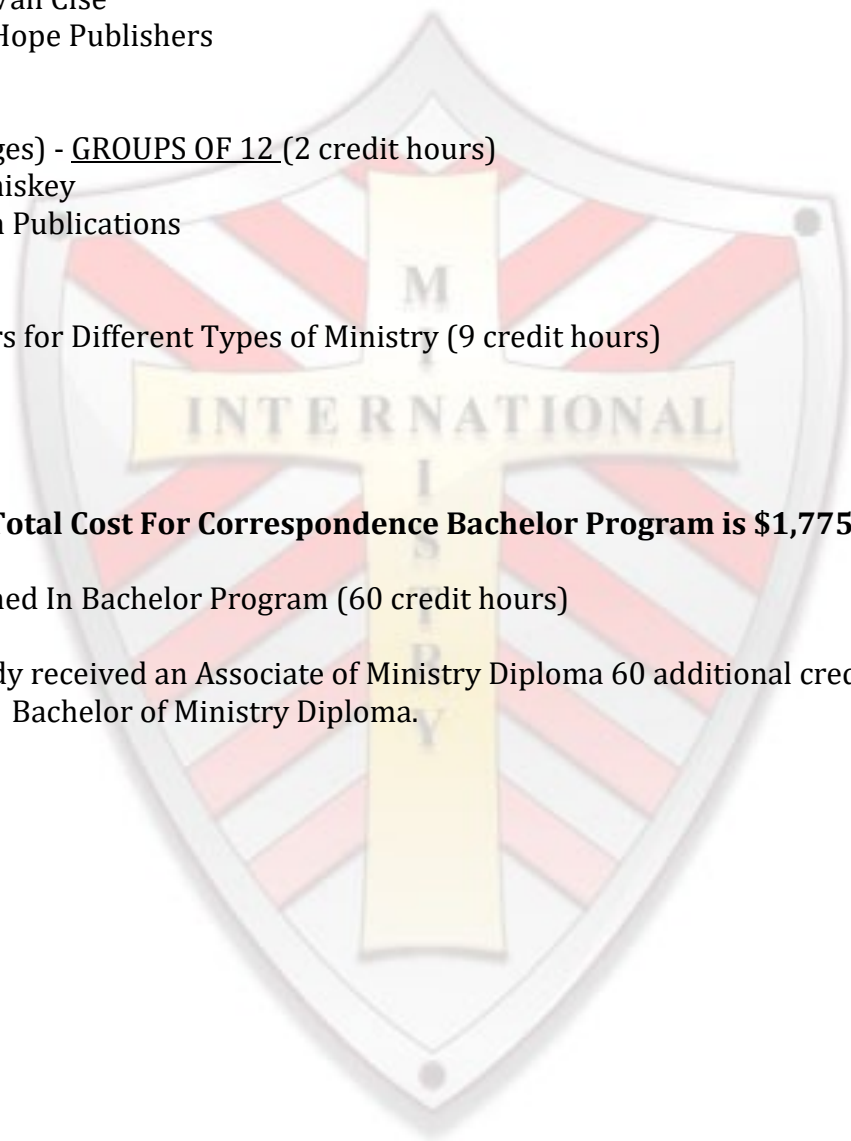 Van Cise
Hope Publishers
ges) - GROUPS OF 12 (2 credit hours)
niskey
n Publications
rs for Different Types of Ministry (9 credit hours)
INTERNATIONAL
MINISTRY
Total Cost For Correspondence Bachelor Program is $1,775
ned In Bachelor Program (60 credit hours)
dy received an Associate of Ministry Diploma 60 additional cred
Bachelor of Ministry Diploma.